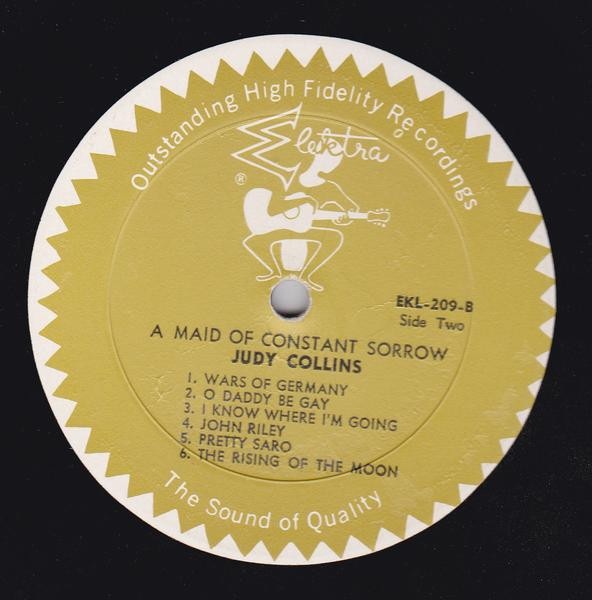 Outstanding High Fidelity Recordings
Elektra
®
EKL-209-B
Side Two
A MAID OF CONSTANT SORROW
JUDY COLLINS
1. WARS OF GERMANY
2. O DADDY BE GAY
3. I KNOW WHERE I'M GOING
4. JOHN RILEY
5. PRETTY SARO
6. THE RISING OF THE MOON
The Sound of Quality